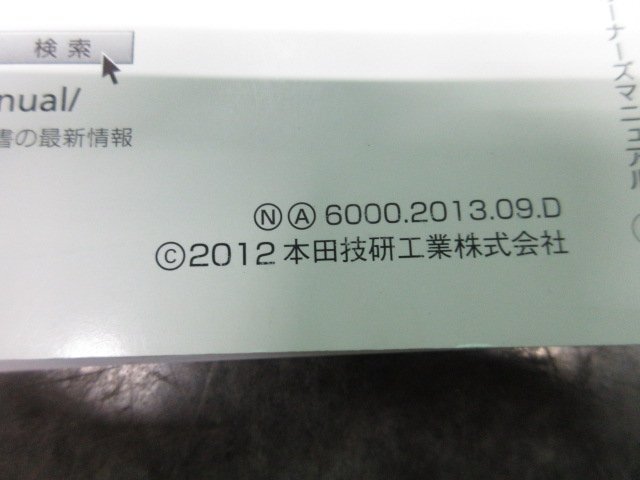 検索
nual/
書の最新情報
ⓃⒶ 6000.2013.09.D
©2012 本田技研工業株式会社
ーナーズマニュアル